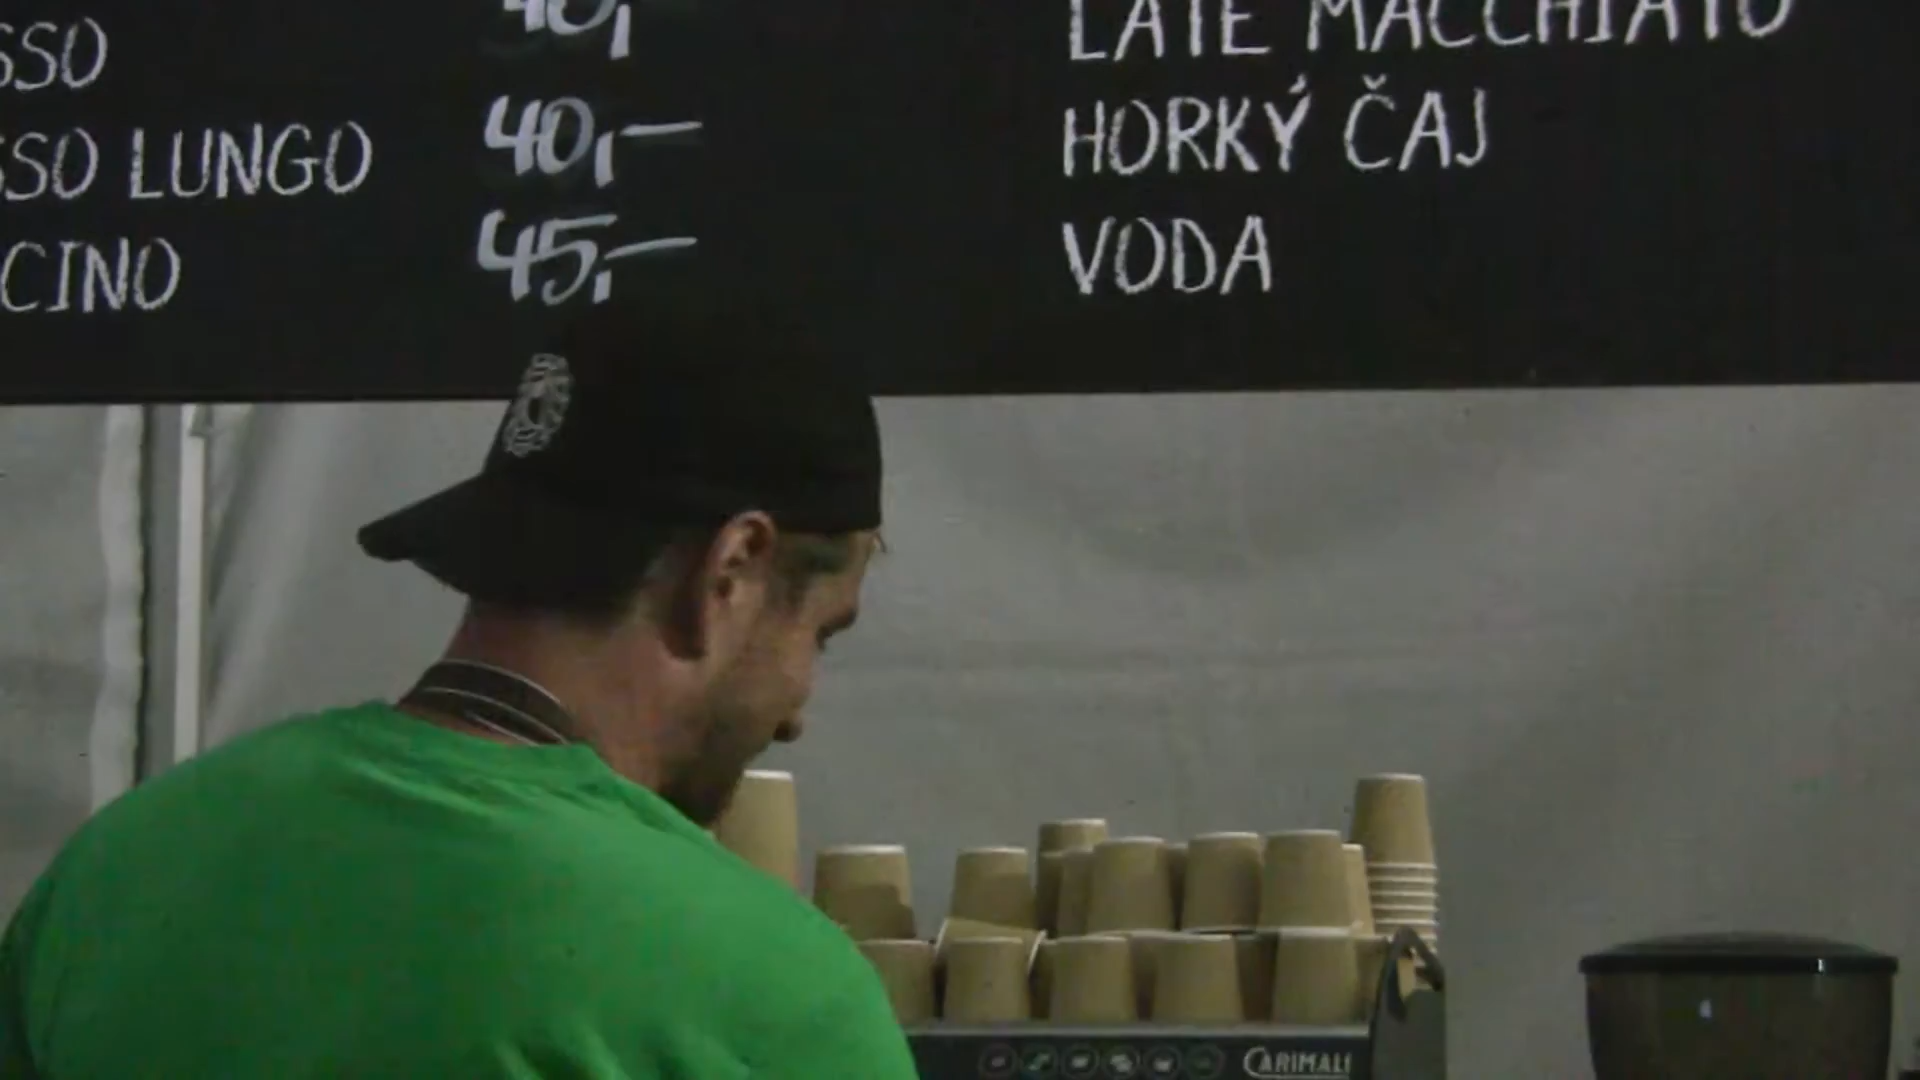 SSO 40,-
SSO LUNGO 40,-
CINO 45,-
LATE MACCHIATO
HORKÝ ČAJ
VODA
CARIMALI